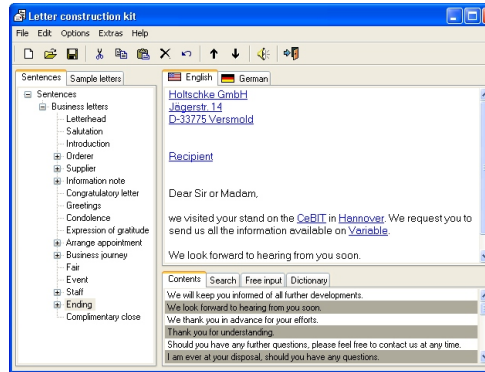 Letter construction kit
File Edit Options Extras Help
Sentences Sample letters
Sentences
Business letters
Letterhead
Salutation
Introduction
Orderer
Supplier
Information note
Congratulatory letter
Greetings
Condolence
Expression of gratitude
Arrange appointment
Business journey
Fair
Event
Staff
Ending
Complimentary close
English German
Holtschke GmbH
Jägerstr. 14
D-33775 Versmold
Recipient
Dear Sir or Madam,
we visited your stand on the CeBIT in Hannover. We request you to
send us all the information available on Variable.
We look forward to hearing from you soon.
Contents Search Free input Dictionary
We will keep you informed of all further developments.
We look forward to hearing from you soon.
We thank you in advance for your efforts.
Thank you for understanding.
Should you have any further questions, please feel free to contact us at any time.
I am ever at your disposal, should you have any questions.